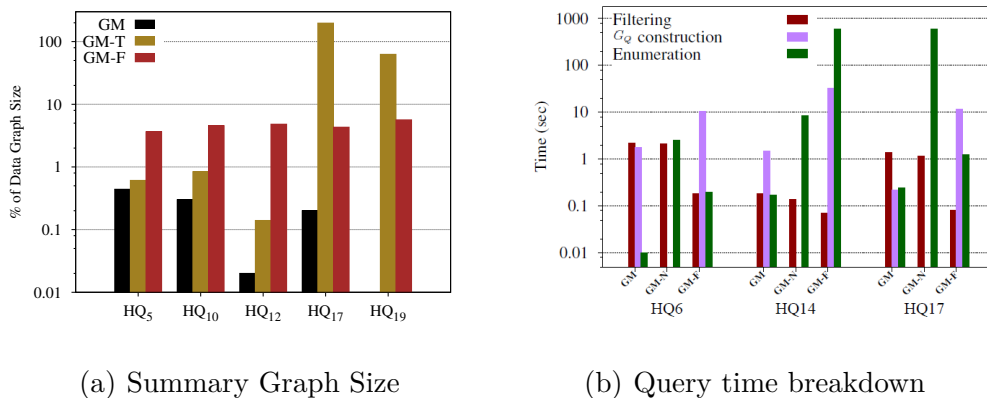 GM
GM-T
GM-F
100
10
1
0.1
0.01
% of Data Graph Size
HQ5 HQ10 HQ12 HQ17 HQ19
(a) Summary Graph Size
Filtering
GQ construction
Enumeration
1000
100
10
1
0.1
0.01
Time (sec)
GM GM-N GM-F GM GM-N GM-F GM GM-N GM-F
HQ6 HQ14 HQ17
(b) Query time breakdown